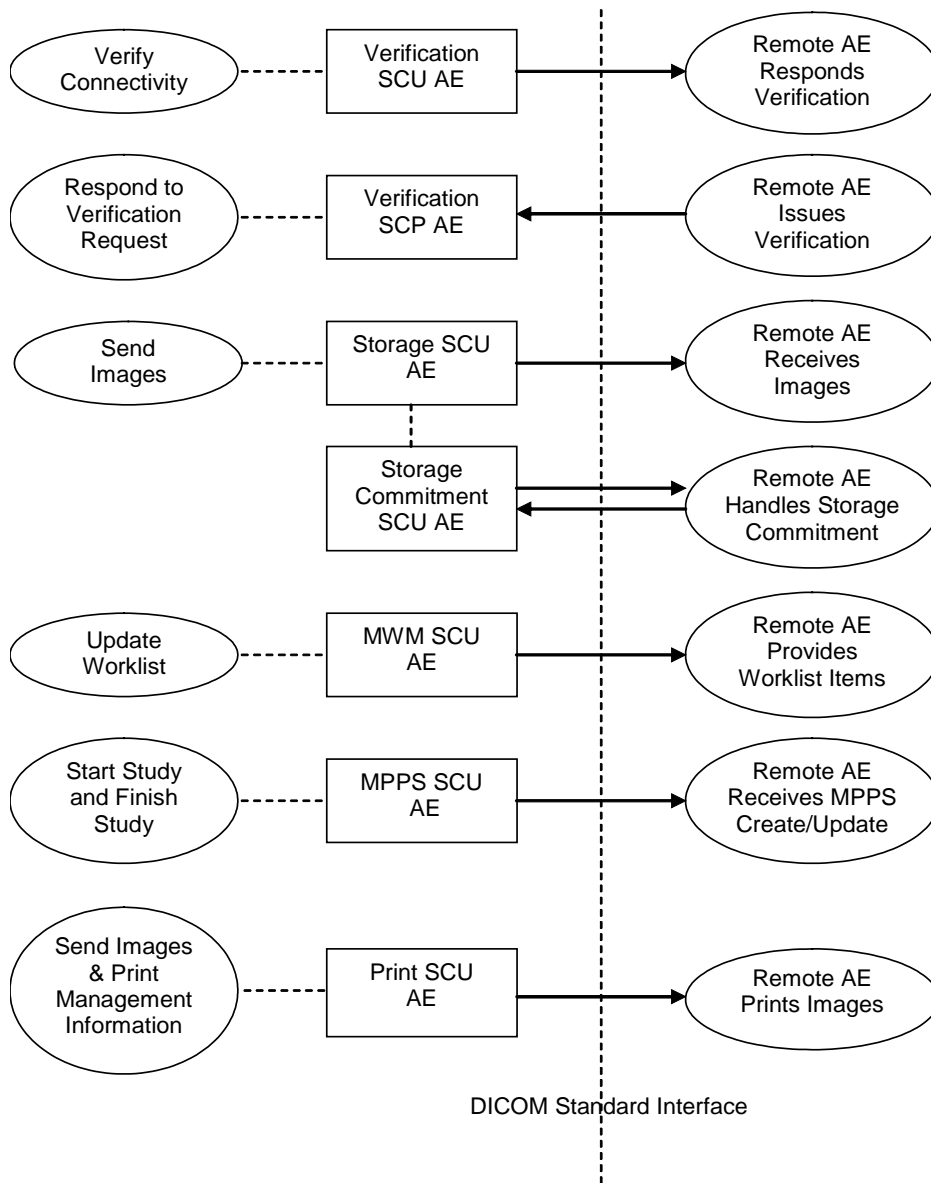 Verify
Connectivity
Verification
SCU AE
Remote AE
Responds
Verification
Respond to
Verification
Request
Verification
SCP AE
Remote AE
Issues
Verification
Send
Images
Storage SCU
AE
Remote AE
Receives
Images
Storage
Commitment
SCU AE
Remote AE
Handles Storage
Commitment
Update
Worklist
MWM SCU
AE
Remote AE
Provides
Worklist Items
Start Study
and Finish
Study
MPPS SCU
AE
Remote AE
Receives MPPS
Create/Update
Send Images
& Print
Management
Information
Print SCU
AE
Remote AE
Prints Images
DICOM Standard Interface